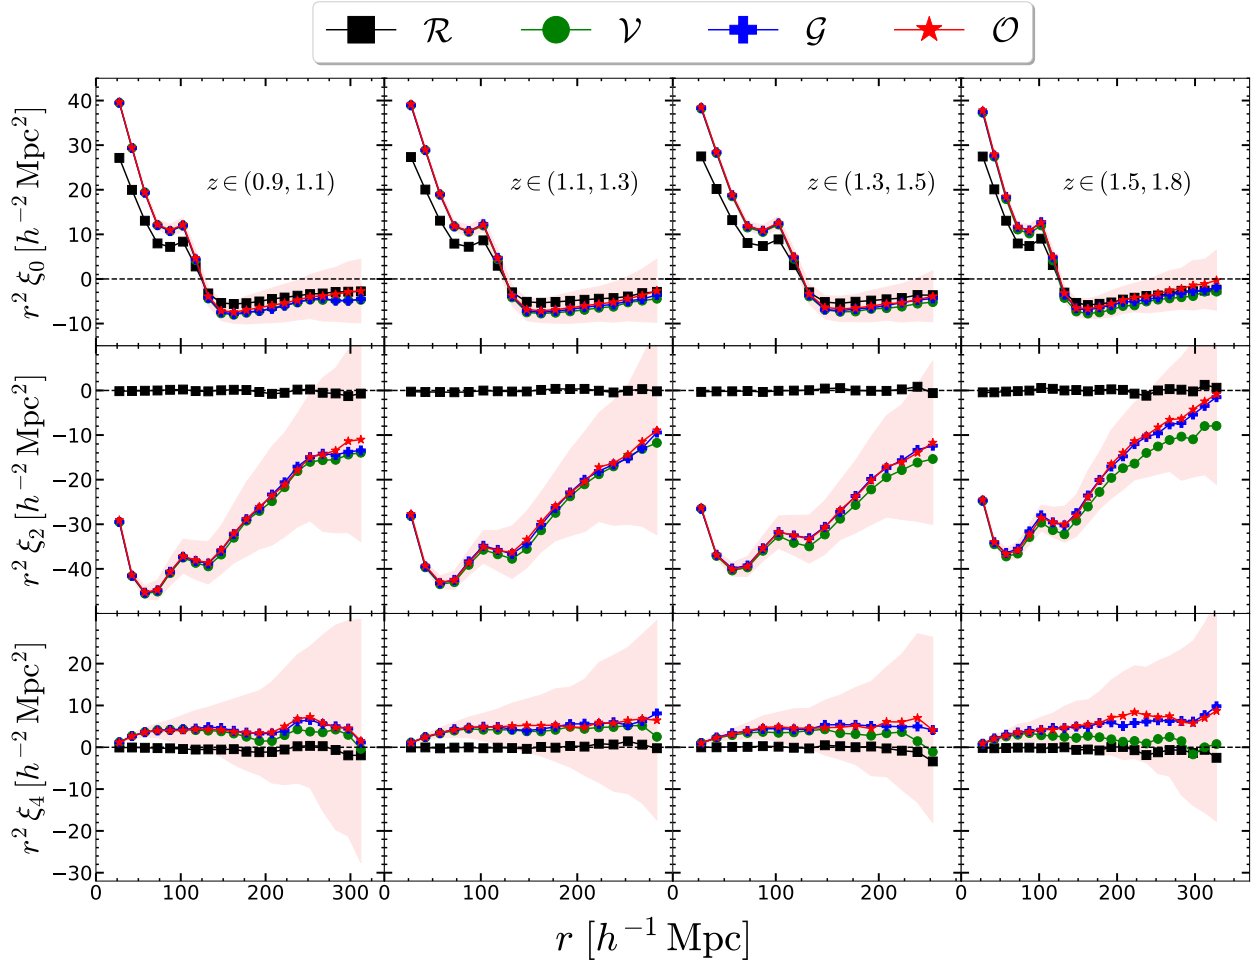 ℛ 𝒱 𝒢 𝒪
r² ξ₀ [h⁻² Mpc²]
40
30
20
10
0
−10
z ∈ (0.9, 1.1)
z ∈ (1.1, 1.3)
z ∈ (1.3, 1.5)
z ∈ (1.5, 1.8)
r² ξ₂ [h⁻² Mpc²]
0
−10
−20
−30
−40
r² ξ₄ [h⁻² Mpc²]
20
10
0
−10
−20
−30
0 100 200 300 0 100 200 0 100 200 0 100 200 300
r [h⁻¹ Mpc]